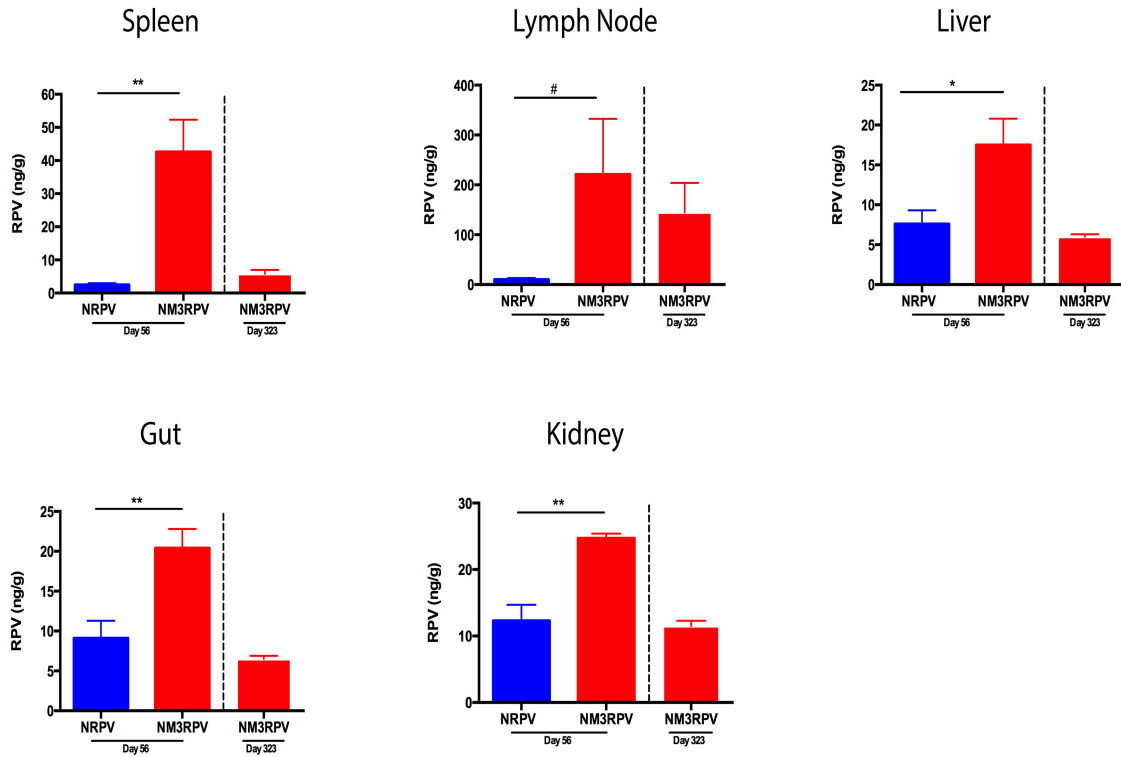 Spleen
Lymph Node
Liver
**
60
50
40
30
20
10
0
RPV (ng/g)
NRPV
NM3RPV
NM3RPV
Day 56
Day 323
#
400
300
200
100
0
RPV (ng/g)
NRPV
NM3RPV
NM3RPV
Day 56
Day 323
*
25
20
15
10
5
0
RPV (ng/g)
NRPV
NM3RPV
NM3RPV
Day 56
Day 323
Gut
Kidney
**
25
20
15
10
5
0
RPV (ng/g)
NRPV
NM3RPV
NM3RPV
Day 56
Day 323
**
30
20
10
0
RPV (ng/g)
NRPV
NM3RPV
NM3RPV
Day 56
Day 323